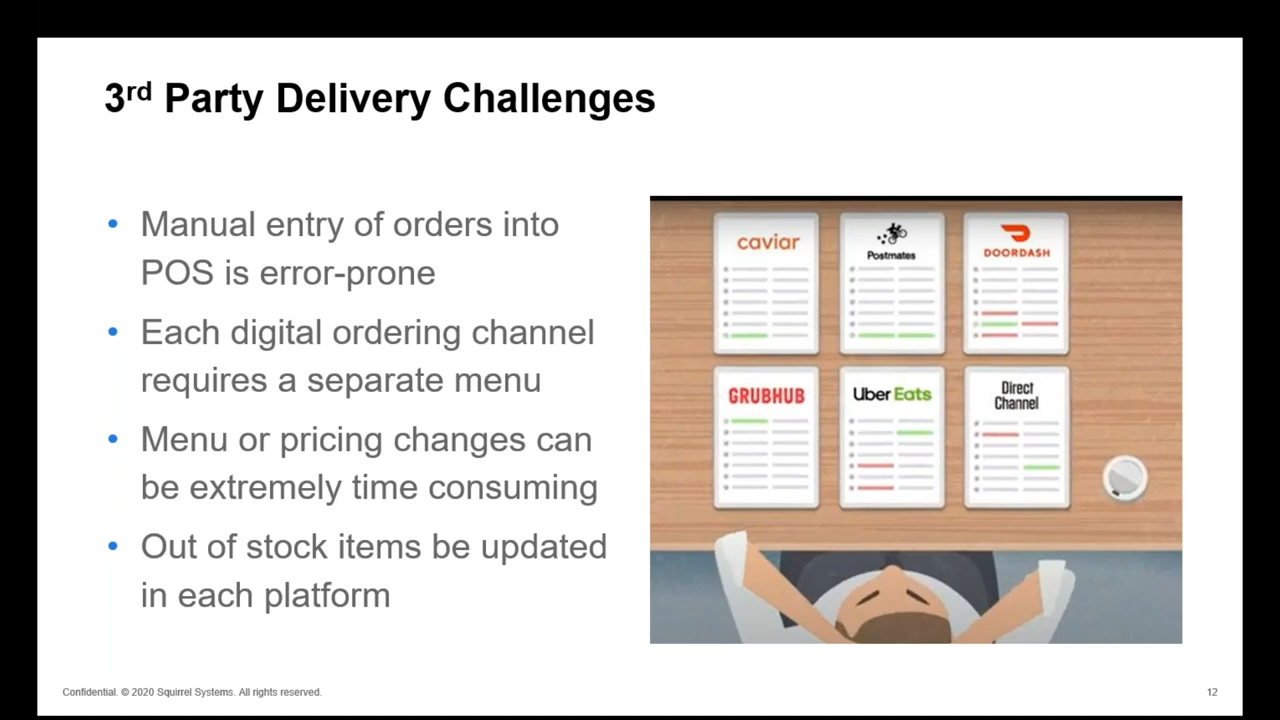 3rd Party Delivery Challenges
• Manual entry of orders into
POS is error-prone
• Each digital ordering channel
requires a separate menu
• Menu or pricing changes can
be extremely time consuming
• Out of stock items be updated
in each platform
caviar
Postmates
DOORDASH
GRUBHUB
Uber Eats
Direct
Channel
Confidential. © 2020 Squirrel Systems. All rights reserved.
12